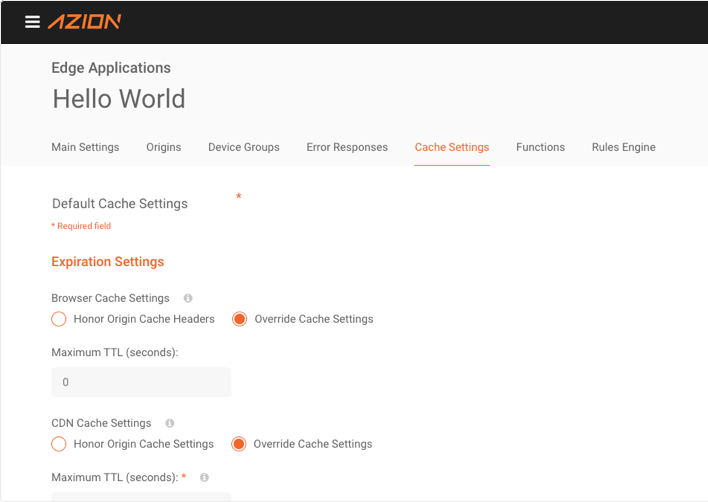 AZION
Edge Applications
Hello World
Main Settings Origins Device Groups Error Responses Cache Settings Functions Rules Engine
Default Cache Settings *
* Required field
Expiration Settings
Browser Cache Settings
Honor Origin Cache Headers Override Cache Settings
Maximum TTL (seconds):
0
CDN Cache Settings
Honor Origin Cache Settings Override Cache Settings
Maximum TTL (seconds): *